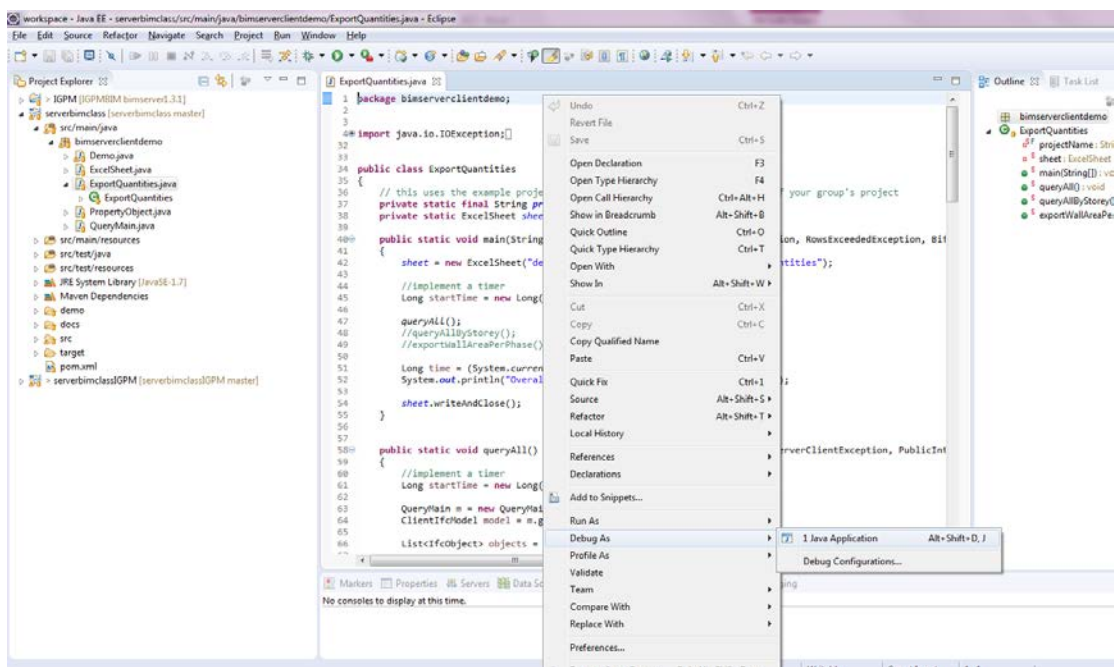 workspace - Java EE - serverbimclass/src/main/java/bimserverclientdemo/ExportQuantities.java - Eclipse
File Edit Source Refactor Navigate Search Project Run Window Help
Project Explorer
> IGPM [IGPMBIM bimserver1.3.1]
serverbimclass [serverbimclass master]
src/main/java
bimserverclientdemo
Demo.java
ExcelSheet.java
ExportQuantities.java
ExportQuantities
PropertyObject.java
QueryMain.java
src/main/resources
src/test/java
src/test/resources
JRE System Library [JavaSE-1.7]
Maven Dependencies
demo
docs
src
target
pom.xml
> serverbimclassIGPM [serverbimclassIGPM master]
ExportQuantities.java
1 package bimserverclientdemo;
2
3
4 import java.io.IOException;
32
33
34 public class ExportQuantities
35 {
36 // this uses the example proje f your group's project
37 private static final String pr
38 private static ExcelSheet shee
39
40 public static void main(String ion, RowsExceededException, Bi
41 {
42 sheet = new ExcelSheet("de tities");
43
44 //implement a timer
45 Long startTime = new Long(
46
47 queryAll();
48 //queryAllByStorey();
49 //exportWallAreaPerPhase()
50
51 Long time = (System.curren
52 System.out.println("Overal ;
53
54 sheet.writeAndClose();
55 }
56
57
58 public static void queryAll() rverClientException, PublicInt
59 {
60 //implement a timer
61 Long startTime = new Long(
62
63 QueryMain m = new QueryMai
64 ClientIfcModel model = m.g
65
66 List<IfcObject> objects =
Undo Ctrl+Z
Revert File
Save Ctrl+S
Open Declaration F3
Open Type Hierarchy F4
Open Call Hierarchy Ctrl+Alt+H
Show in Breadcrumb Alt+Shift+B
Quick Outline Ctrl+O
Quick Type Hierarchy Ctrl+T
Open With
Show In Alt+Shift+W
Cut Ctrl+X
Copy Ctrl+C
Copy Qualified Name
Paste Ctrl+V
Quick Fix Ctrl+1
Source Alt+Shift+S
Refactor Alt+Shift+T
Local History
References
Declarations
Add to Snippets...
Run As
Debug As
Profile As
Validate
Team
Compare With
Replace With
Preferences...
1 Java Application Alt+Shift+D, J
Debug Configurations...
Outline Task List
bimserverclientdemo
ExportQuantities
projectName : Stri
sheet : ExcelSheet
main(String[]) : vo
queryAll() : void
queryAllByStorey()
exportWallAreaPer
Markers Properties Servers Data So ging
No consoles to display at this time.